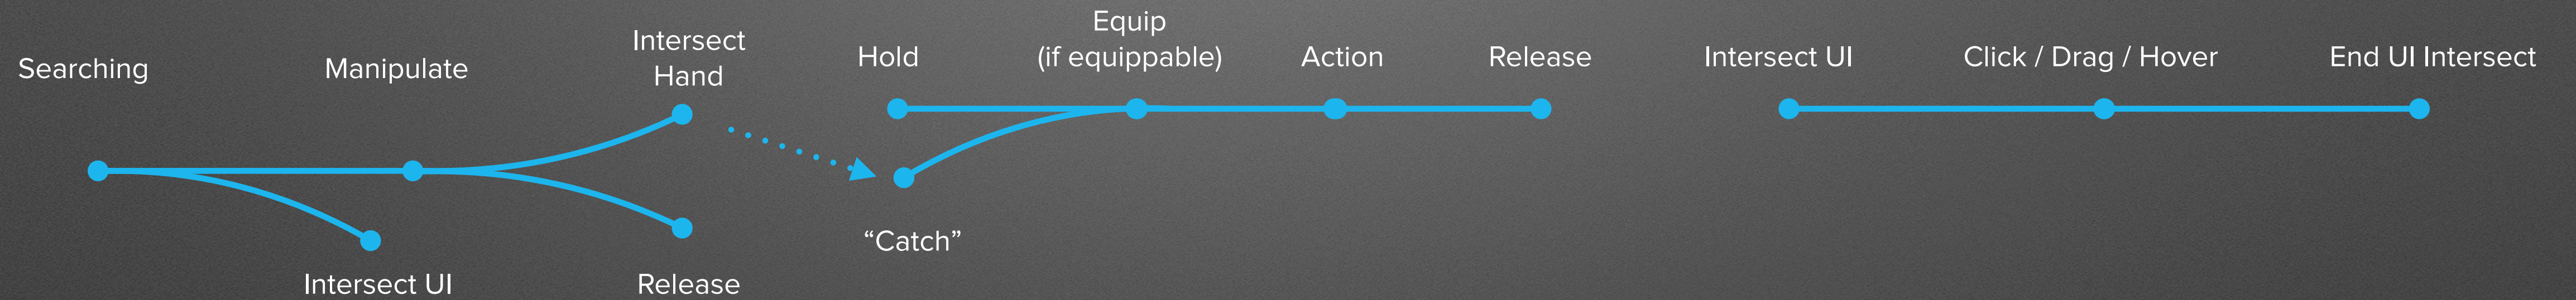 Searching
Manipulate
Intersect
Hand
Intersect UI
Release
Hold
Equip
(if equippable)
Action
Release
“Catch”
Intersect UI
Click / Drag / Hover
End UI Intersect